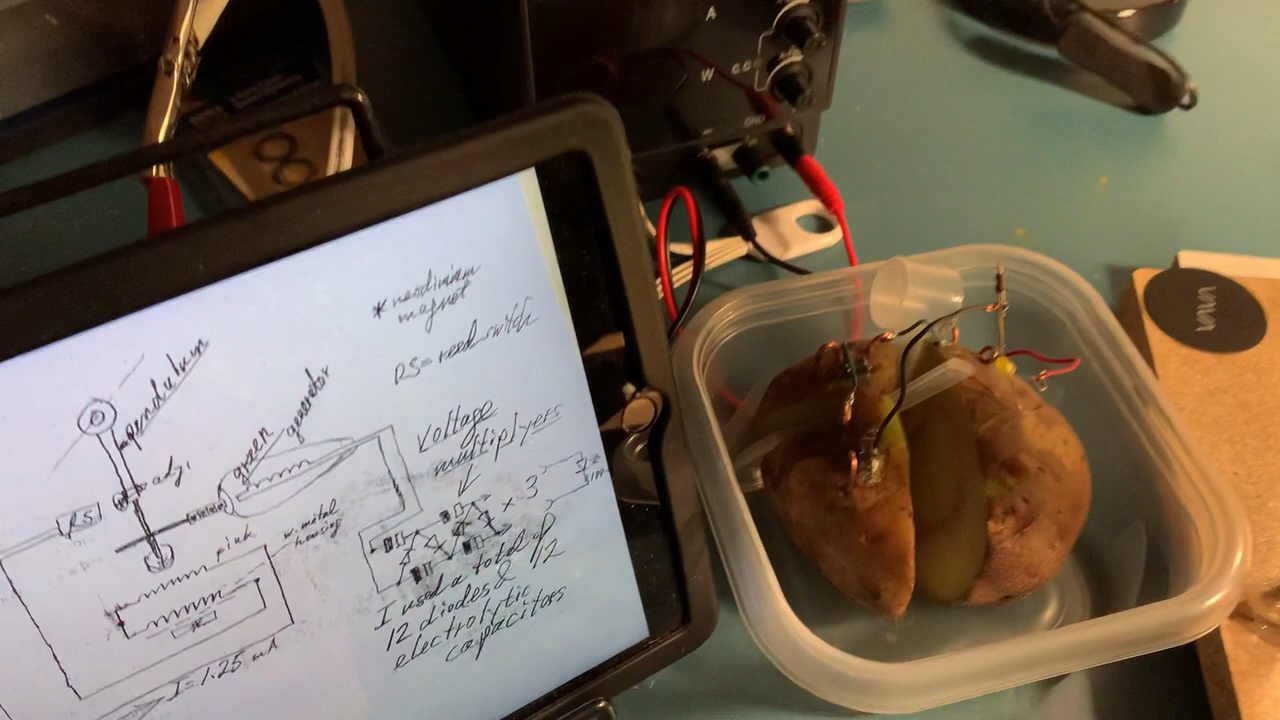 * neodinium
magnet
RS = reed switch
pendulum
adj.
green
generator
RS
pink
w. metal
housing
voltage
multiplyers
x 3
I used a total of
12 diodes & 12
electrolytic
capacitors
I = 1.25 mA
A
W
C.C.